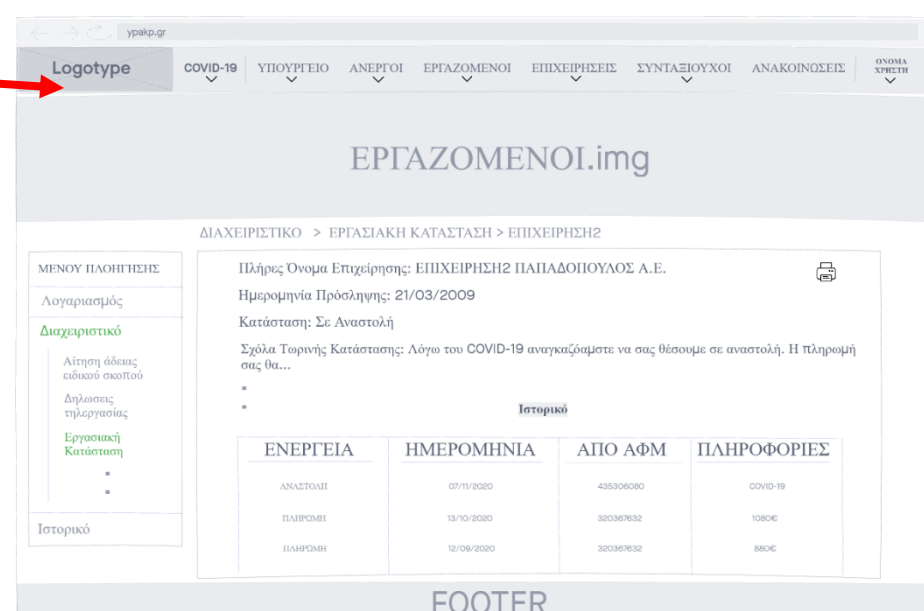 ypakp.gr
Logotype
COVID-19 ΥΠΟΥΡΓΕΙΟ ΑΝΕΡΓΟΙ ΕΡΓΑΖΟΜΕΝΟΙ ΕΠΙΧΕΙΡΗΣΕΙΣ ΣΥΝΤΑΞΙΟΥΧΟΙ ΑΝΑΚΟΙΝΩΣΕΙΣ
ΟΝΟΜΑ
ΧΡΗΣΤΗ
ΕΡΓΑΖΟΜΕΝΟΙ.img
ΔΙΑΧΕΙΡΙΣΤΙΚΟ > ΕΡΓΑΣΙΑΚΗ ΚΑΤΑΣΤΑΣΗ > ΕΠΙΧΕΙΡΗΣΗ2
ΜΕΝΟΥ ΠΛΟΗΓΗΣΗΣ
Λογαριασμός
Διαχειριστικό
Αίτηση άδειας
ειδικού σκοπού
Δηλωσεις
τηλεργασίας
Εργασιακή
Κατάσταση
Ιστορικό
Πλήρες Όνομα Επιχείρησης: ΕΠΙΧΕΙΡΗΣΗ2 ΠΑΠΑΔΟΠΟΥΛΟΣ Α.Ε.
Ημερομηνία Πρόσληψης: 21/03/2009
Κατάσταση: Σε Αναστολή
Σχόλα Τωρινής Κατάστασης: Λόγω του COVID-19 αναγκαζόαμστε να σας θέσουμε σε αναστολή. Η πληρωμή
σας θα...
Ιστορικό
ΕΝΕΡΓΕΙΑ ΗΜΕΡΟΜΗΝΙΑ ΑΠΟ ΑΦΜ ΠΛΗΡΟΦΟΡΙΕΣ
ΑΝΑΣΤΟΛΗ 07/11/2020 435306080 COVID-19
ΠΛΗΡΩΜΗ 13/10/2020 320367632 1080€
ΠΛΗΡΩΜΗ 12/09/2020 320367632 880€
FOOTER